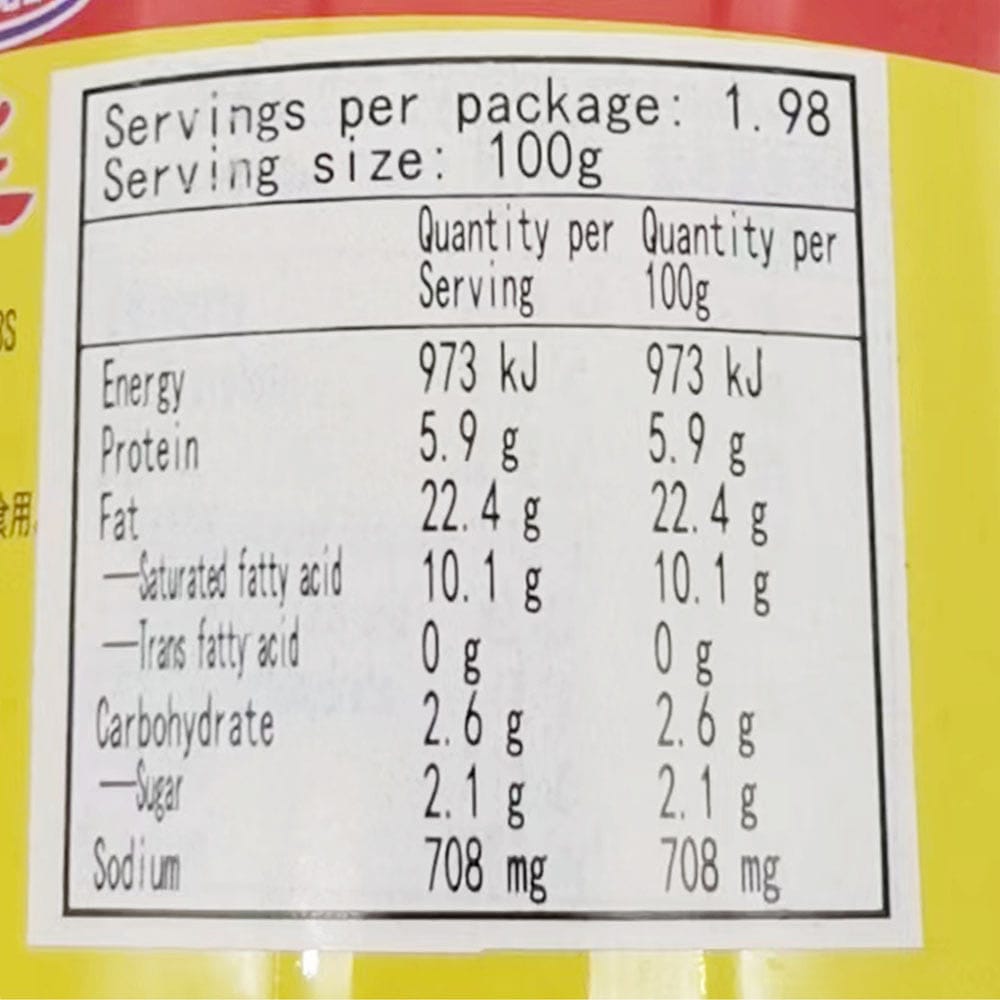 Servings per package: 1.98
Serving size: 100g
Quantity per Serving Quantity per 100g
Energy 973 kJ 973 kJ
Protein 5.9 g 5.9 g
Fat 22.4 g 22.4 g
—Saturated fatty acid 10.1 g 10.1 g
—Trans fatty acid 0 g 0 g
Carbohydrate 2.6 g 2.6 g
—Sugar 2.1 g 2.1 g
Sodium 708 mg 708 mg
食用